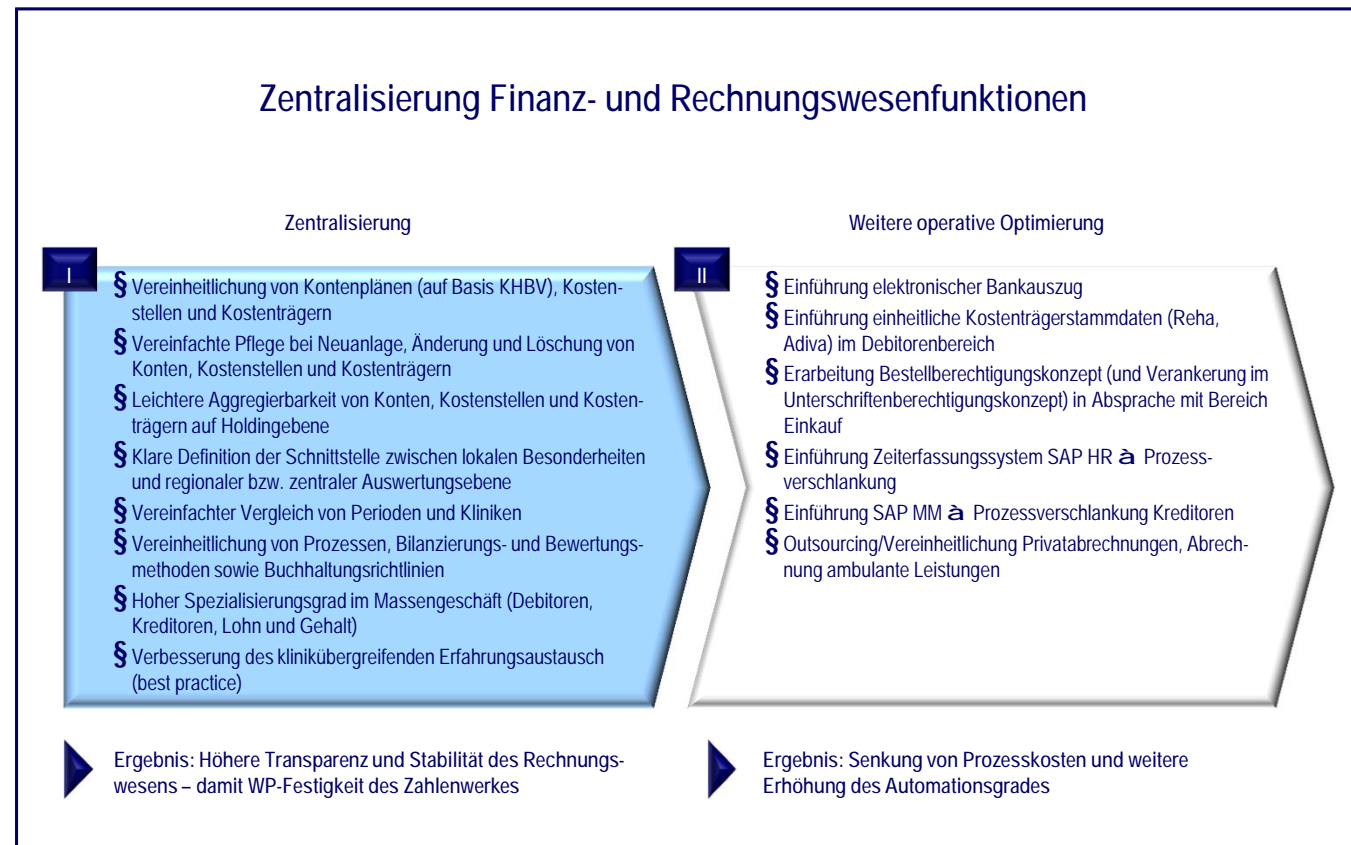 Zentralisierung Finanz- und Rechnungswesenfunktionen
Zentralisierung
I
§ Vereinheitlichung von Kontenplänen (auf Basis KHBV), Kosten-
stellen und Kostenträgern
§ Vereinfachte Pflege bei Neuanlage, Änderung und Löschung von
Konten, Kostenstellen und Kostenträgern
§ Leichtere Aggregierbarkeit von Konten, Kostenstellen und Kosten-
trägern auf Holdingebene
§ Klare Definition der Schnittstelle zwischen lokalen Besonderheiten
und regionaler bzw. zentraler Auswertungsebene
§ Vereinfachter Vergleich von Perioden und Kliniken
§ Vereinheitlichung von Prozessen, Bilanzierungs- und Bewertungs-
methoden sowie Buchhaltungsrichtlinien
§ Hoher Spezialisierungsgrad im Massengeschäft (Debitoren,
Kreditoren, Lohn und Gehalt)
§ Verbesserung des klinikübergreifenden Erfahrungsaustausch
(best practice)
Ergebnis: Höhere Transparenz und Stabilität des Rechnungs-
wesens – damit WP-Festigkeit des Zahlenwerkes
Weitere operative Optimierung
II
§ Einführung elektronischer Bankauszug
§ Einführung einheitliche Kostenträgerstammdaten (Reha,
Adiva) im Debitorenbereich
§ Erarbeitung Bestellberechtigungskonzept (und Verankerung im
Unterschriftenberechtigungskonzept) in Absprache mit Bereich
Einkauf
§ Einführung Zeiterfassungssystem SAP HR à Prozess-
verschlankung
§ Einführung SAP MM à Prozessverschlankung Kreditoren
§ Outsourcing/Vereinheitlichung Privatabrechnungen, Abrech-
nung ambulante Leistungen
Ergebnis: Senkung von Prozesskosten und weitere
Erhöhung des Automationsgrades